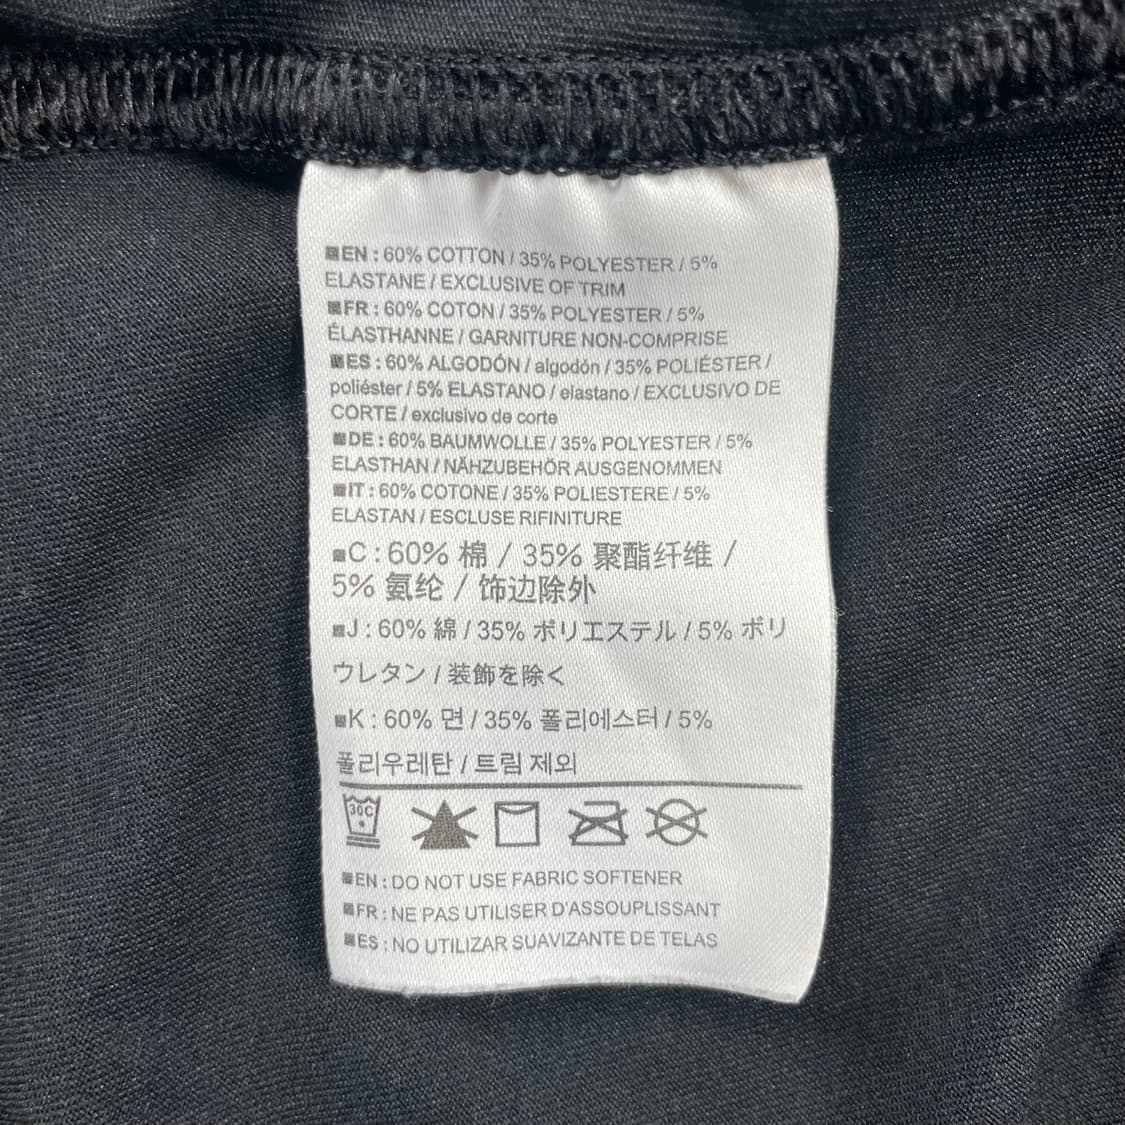 EN : 60% COTTON / 35% POLYESTER / 5%
ELASTANE / EXCLUSIVE OF TRIM
FR : 60% COTON / 35% POLYESTER / 5%
ÉLASTHANNE / GARNITURE NON-COMPRISE
ES : 60% ALGODÓN / algodón / 35% POLIÉSTER /
poliéster / 5% ELASTANO / elastano / EXCLUSIVO DE
CORTE / exclusivo de corte
DE : 60% BAUMWOLLE / 35% POLYESTER / 5%
ELASTHAN / NÄHZUBEHÖR AUSGENOMMEN
IT : 60% COTONE / 35% POLIESTERE / 5%
ELASTAN / ESCLUSE RIFINITURE
C : 60% 棉 / 35% 聚酯纤维 /
5% 氨纶 / 饰边除外
J : 60% 綿 / 35% ポリエステル / 5% ポリ
ウレタン / 装飾を除く
K : 60% 면 / 35% 폴리에스터 / 5%
폴리우레탄 / 트림 제외
30C
EN : DO NOT USE FABRIC SOFTENER
FR : NE PAS UTILISER D'ASSOUPLISSANT
ES : NO UTILIZAR SUAVIZANTE DE TELAS